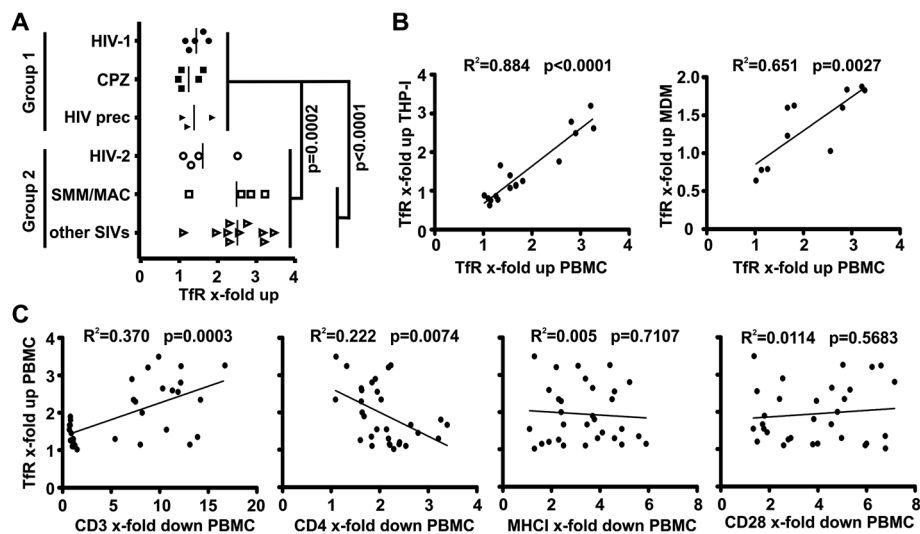 A
Group 1
HIV-1
CPZ
HIV prec
Group 2
HIV-2
SMM/MAC
other SIVs
p=0.0002
p<0.0001
0 1 2 3 4
TfR x-fold up
B
R²=0.884 p<0.0001
TfR x-fold up THP-I
4
3
2
1
0
0 1 2 3 4
TfR x-fold up PBMC
R²=0.651 p=0.0027
TfR x-fold up MDM
2.0
1.5
1.0
0.5
0
0 1 2 3 4
TfR x-fold up PBMC
C
R²=0.370 p=0.0003
TfR x-fold up PBMC
4
3
2
1
0
0 5 10 15 20
CD3 x-fold down PBMC
R²=0.222 p=0.0074
0 1 2 3 4
CD4 x-fold down PBMC
R²=0.005 p=0.7107
0 2 4 6 8
MHCI x-fold down PBMC
R²=0.0114 p=0.5683
0 2 4 6 8
CD28 x-fold down PBMC